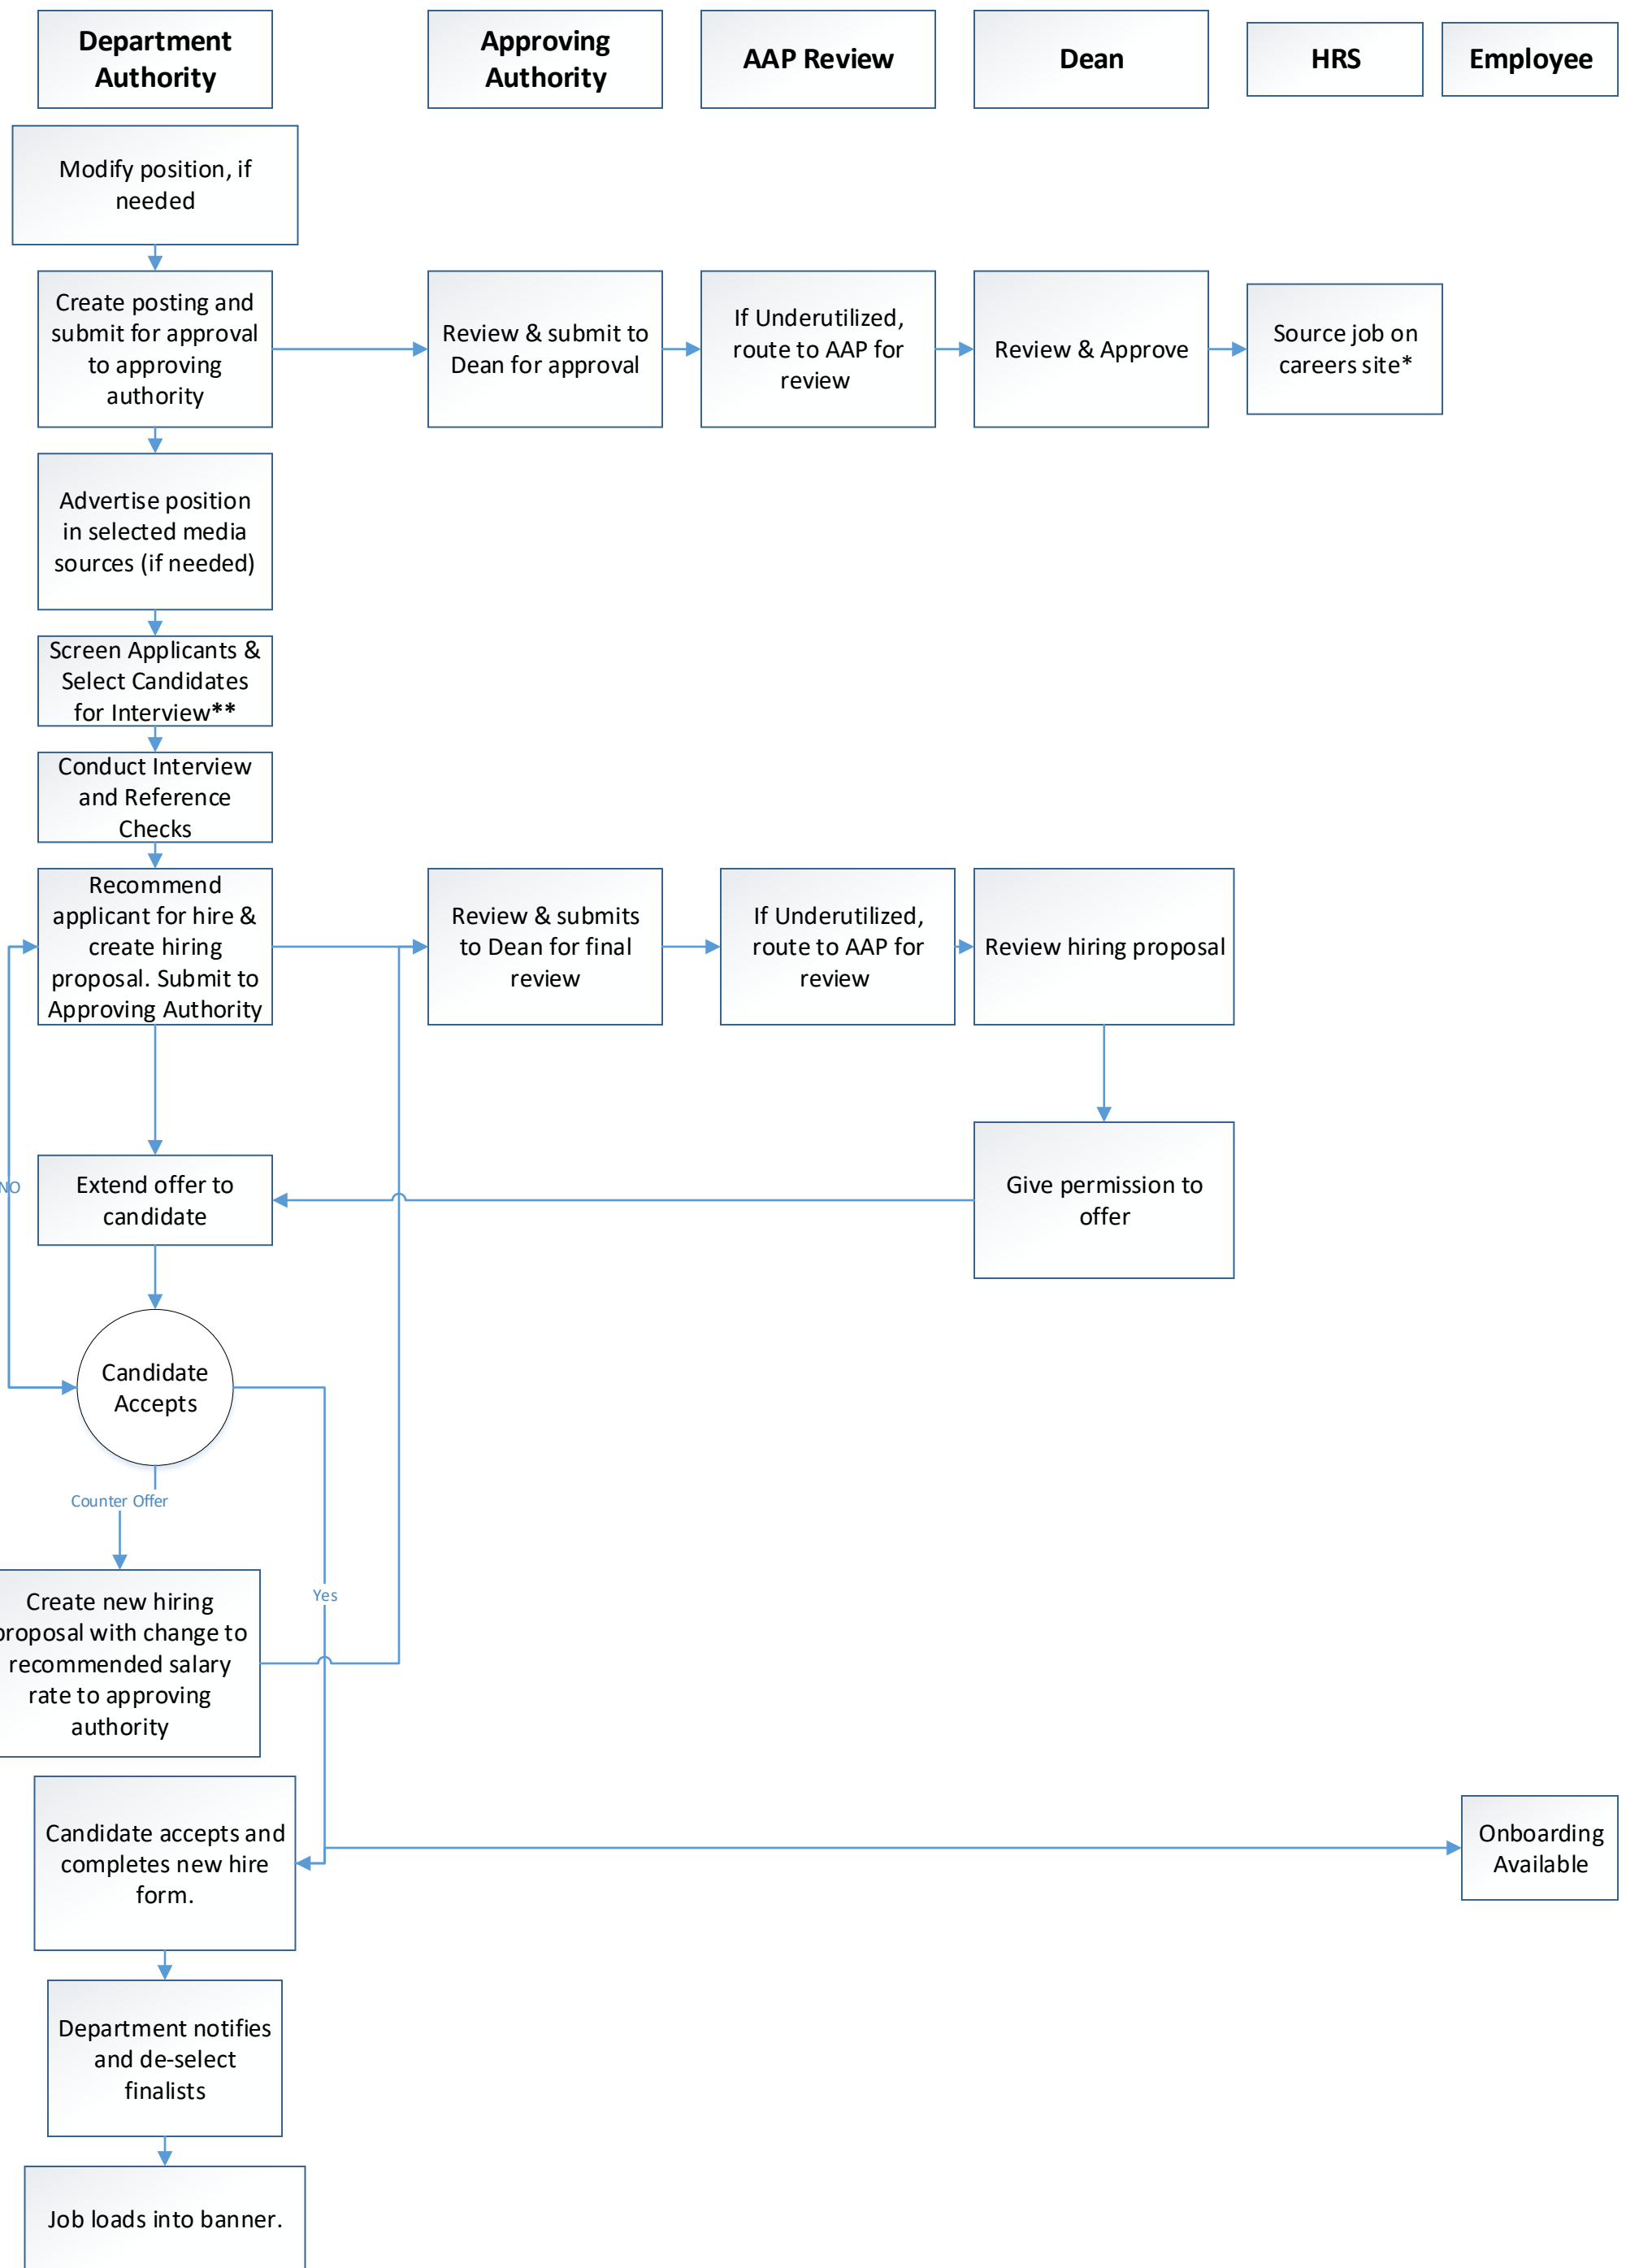 Department
Authority
Approving
Authority
AAP Review
Dean
HRS
Employee
Modify position, if
needed
Create posting and
submit for approval
to approving
authority
Review & submit to
Dean for approval
If Underutilized,
route to AAP for
review
Review & Approve
Source job on
careers site*
Advertise position
in selected media
sources (if needed)
Screen Applicants &
Select Candidates
for Interview**
Conduct Interview
and Reference
Checks
Recommend
applicant for hire &
create hiring
proposal. Submit to
Approving Authority
Review & submits
to Dean for final
review
If Underutilized,
route to AAP for
review
Review hiring proposal
NO
Extend offer to
candidate
Give permission to
offer
Candidate
Accepts
Counter Offer
Yes
Create new hiring
proposal with change to
recommended salary
rate to approving
authority
Candidate accepts and
completes new hire
form.
Onboarding
Available
Department notifies
and de-select
finalists
Job loads into banner.